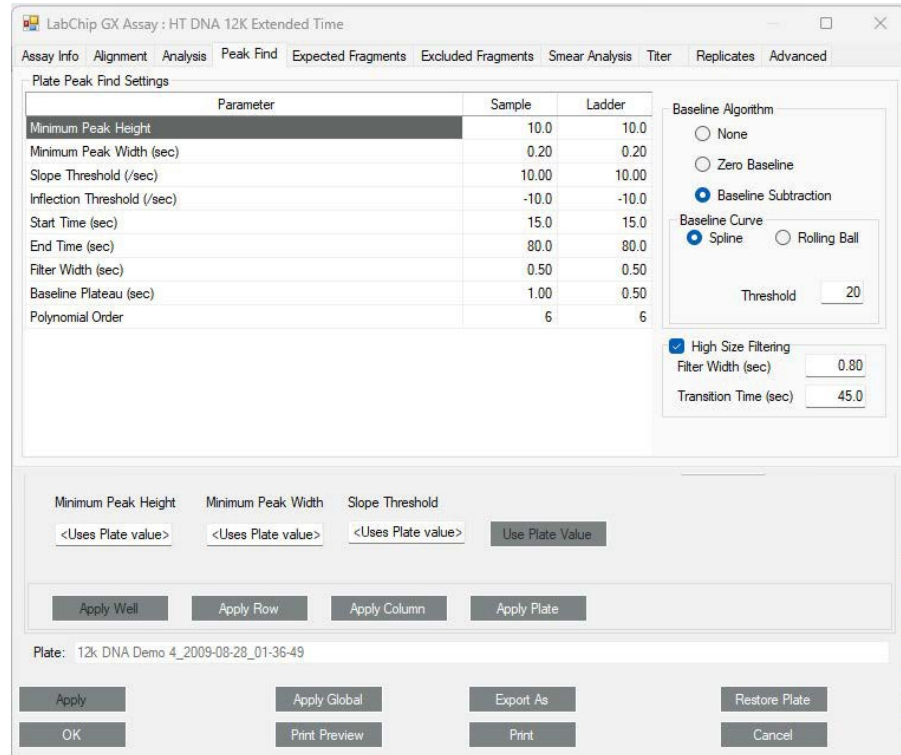 LabChip GX Assay : HT DNA 12K Extended Time
Assay Info Alignment Analysis Peak Find Expected Fragments Excluded Fragments Smear Analysis Titer Replicates Advanced
Plate Peak Find Settings
Parameter Sample Ladder
Minimum Peak Height 10.0 10.0
Minimum Peak Width (sec) 0.20 0.20
Slope Threshold (/sec) 10.00 10.00
Inflection Threshold (/sec) -10.0 -10.0
Start Time (sec) 15.0 15.0
End Time (sec) 80.0 80.0
Filter Width (sec) 0.50 0.50
Baseline Plateau (sec) 1.00 0.50
Polynomial Order 6 6
Baseline Algorithm
None
Zero Baseline
Baseline Subtraction
Baseline Curve
Spline Rolling Ball
Threshold 20
High Size Filtering
Filter Width (sec) 0.80
Transition Time (sec) 45.0
Minimum Peak Height Minimum Peak Width Slope Threshold
<Uses Plate value> <Uses Plate value> <Uses Plate value> Use Plate Value
Apply Well Apply Row Apply Column Apply Plate
Plate: 12k DNA Demo 4_2009-08-28_01-36-49
Apply Apply Global Export As Restore Plate
OK Print Preview Print Cancel